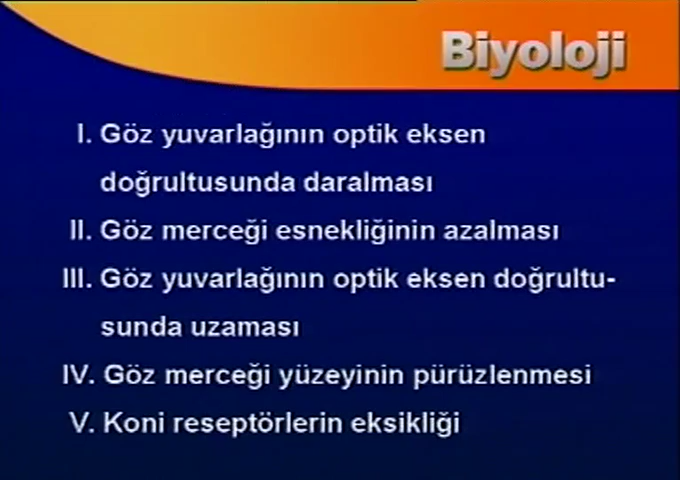 Biyoloji
I. Göz yuvarlağının optik eksen
doğrultusunda daralması
II. Göz merceği esnekliğinin azalması
III. Göz yuvarlağının optik eksen doğrultu-
sunda uzaması
IV. Göz merceği yüzeyinin pürüzlenmesi
V. Koni reseptörlerin eksikliği